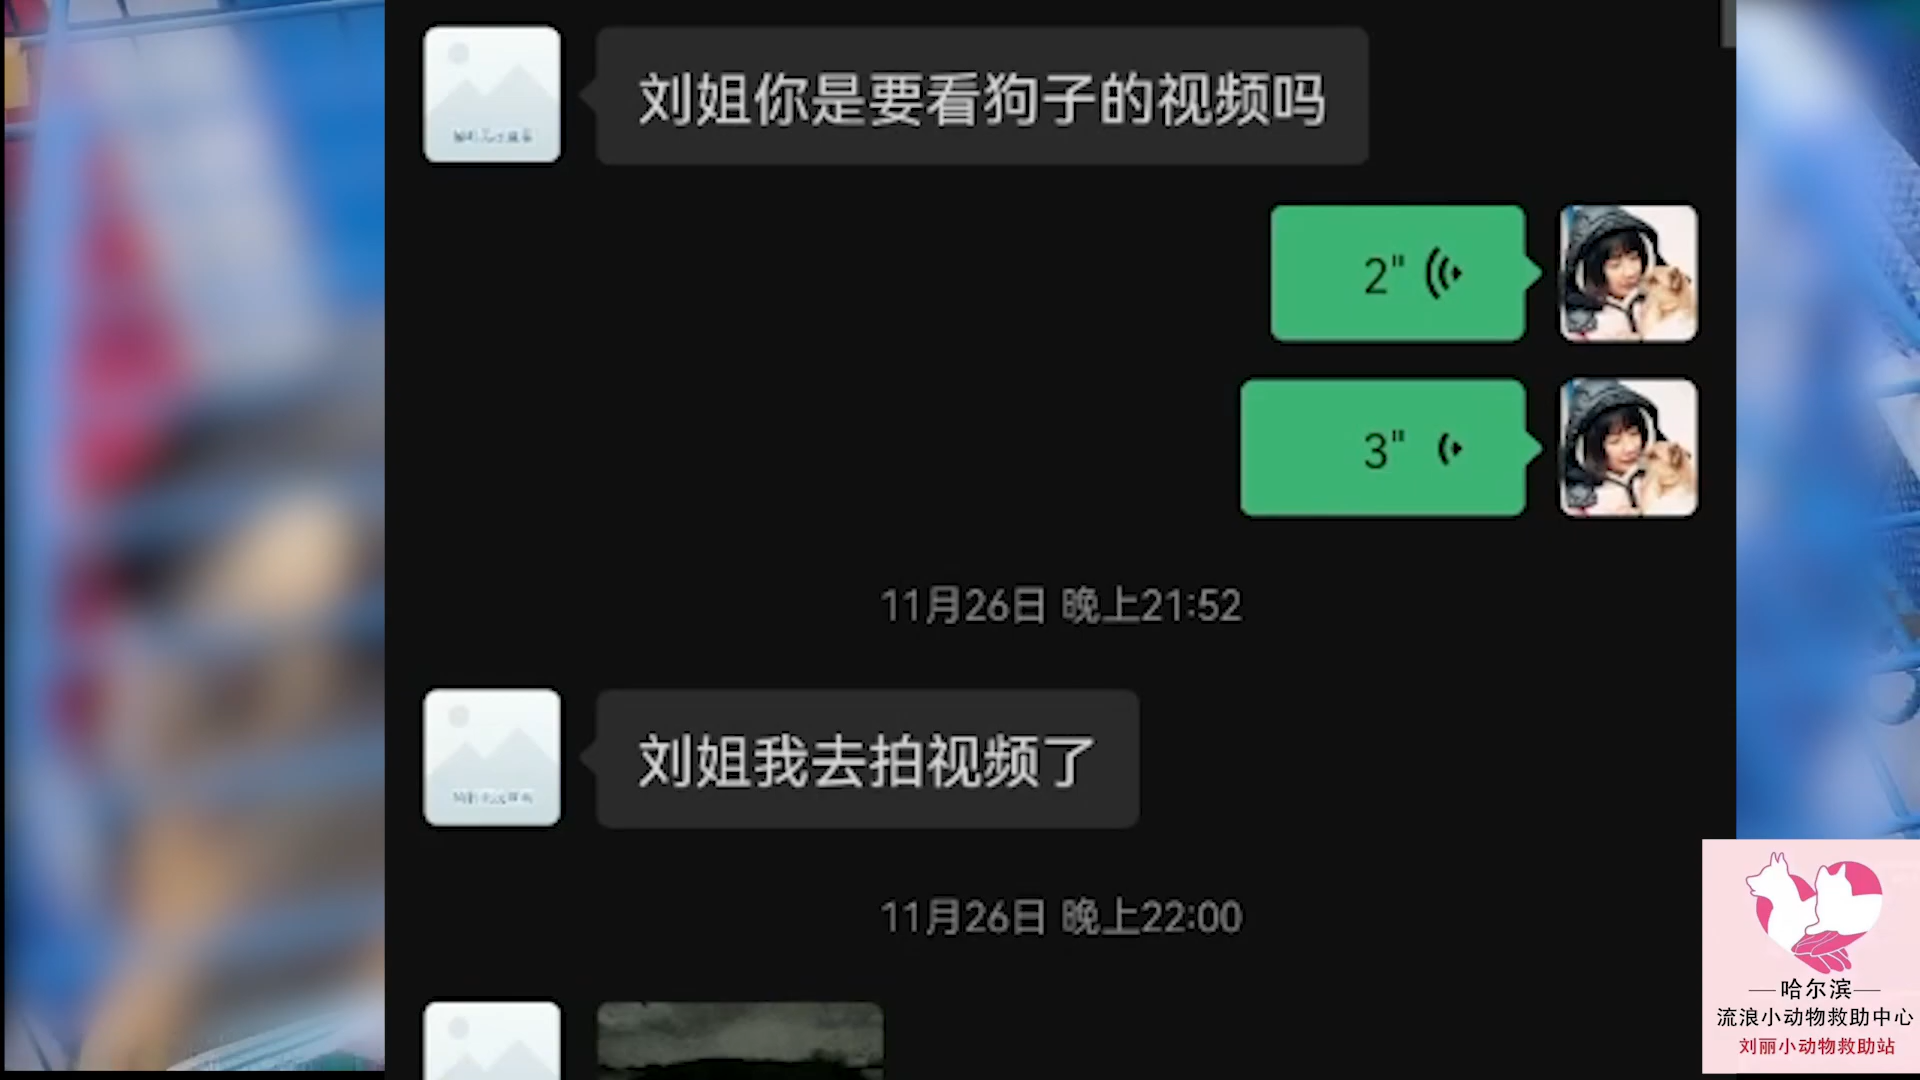 刘姐你是要看狗子的视频吗
2"
3"
11月26日 晚上21:52
刘姐我去拍视频了
11月26日 晚上22:00
哈尔滨
流浪小动物救助中心
刘丽小动物救助站